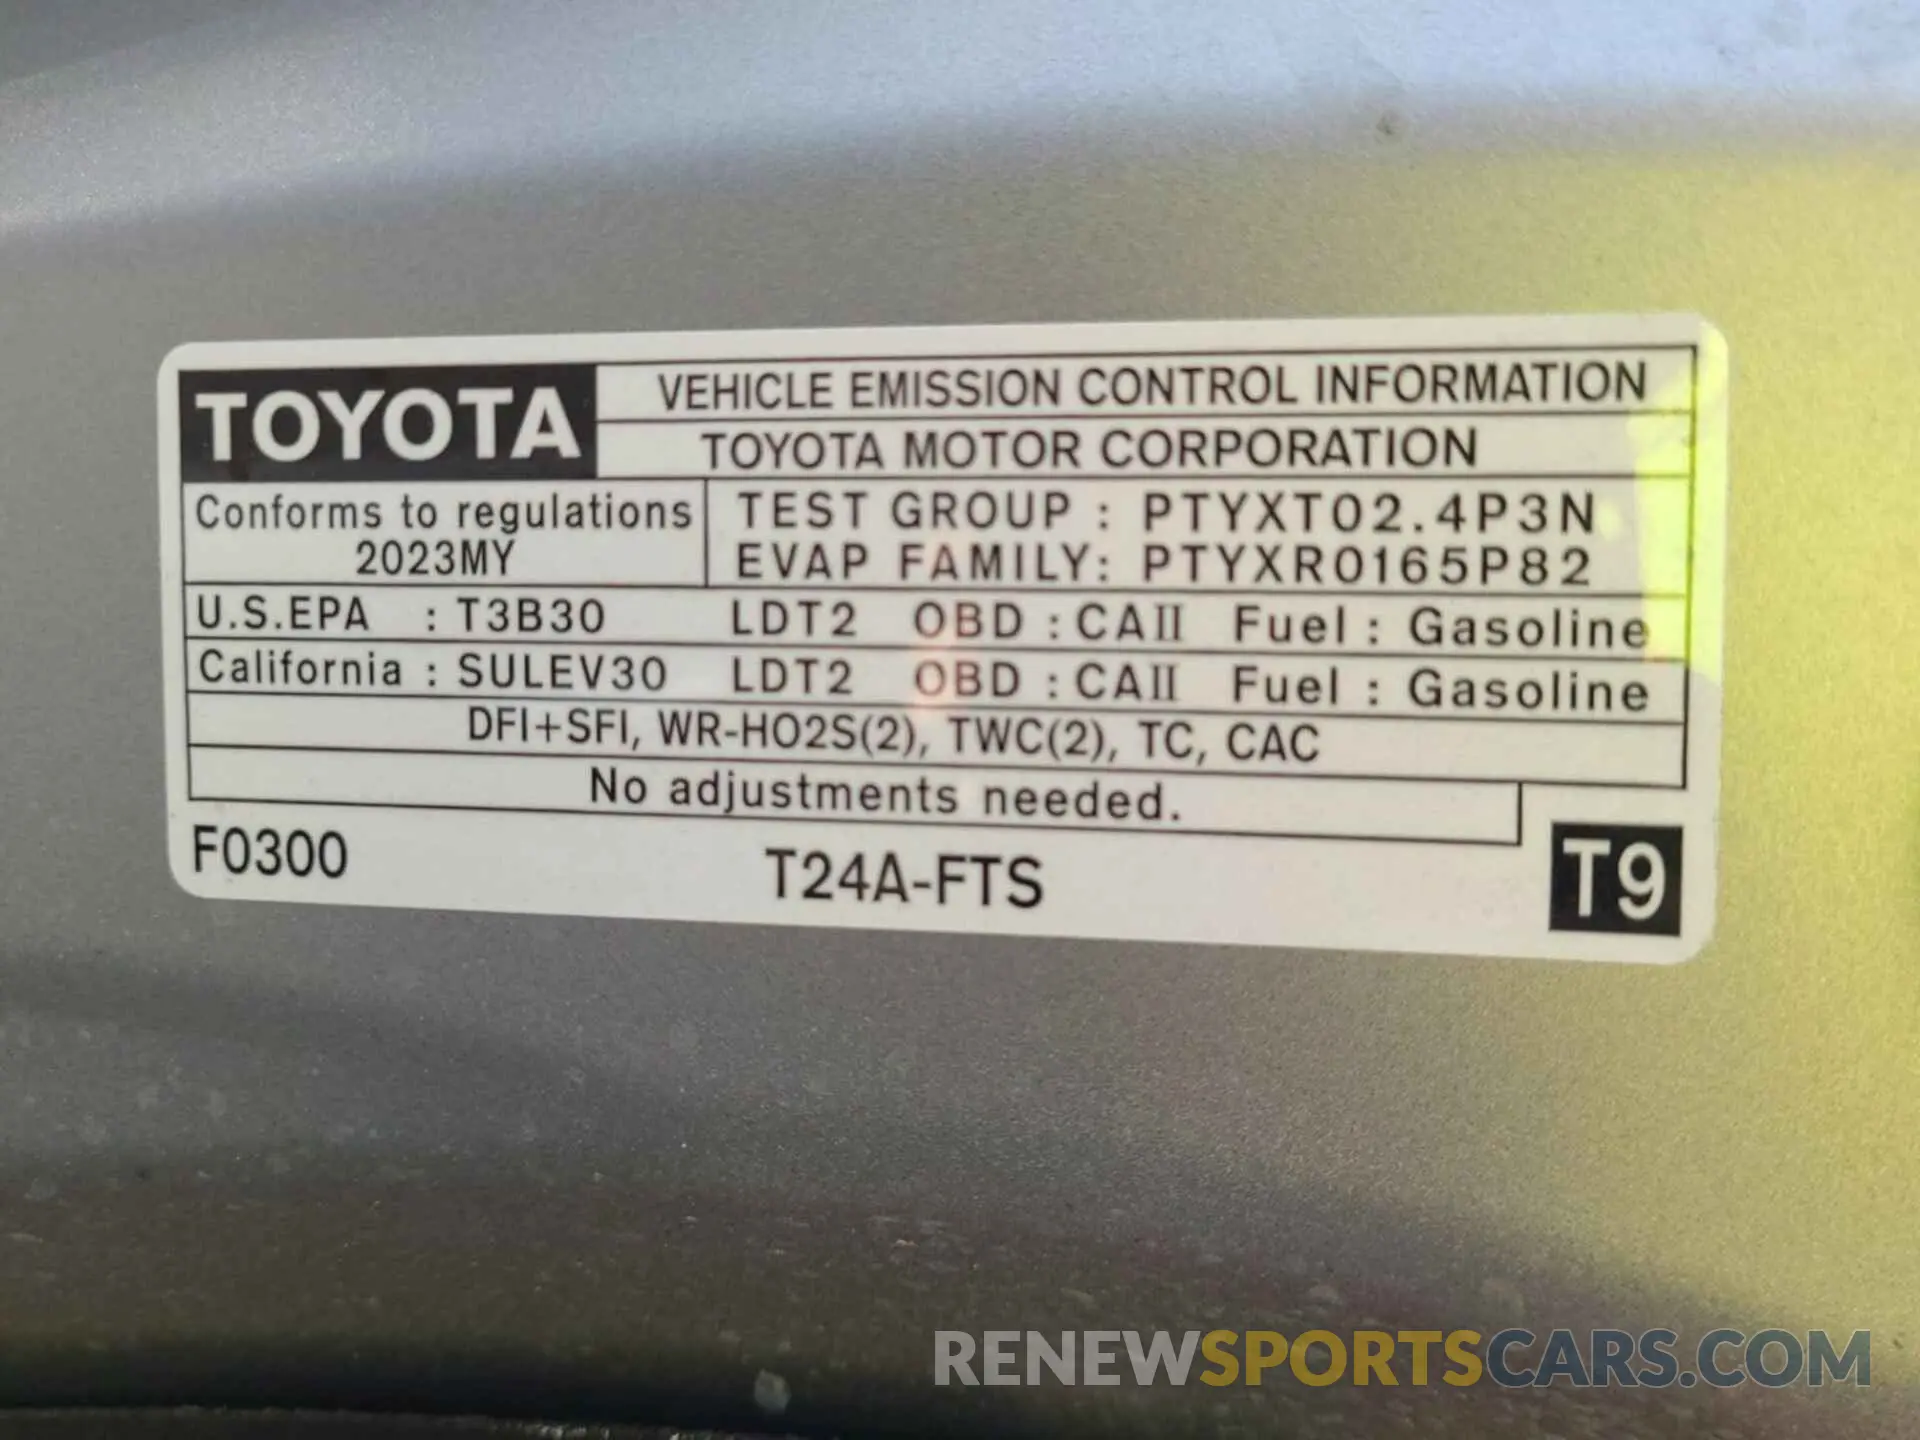 TOYOTA
VEHICLE EMISSION CONTROL INFORMATION
TOYOTA MOTOR CORPORATION
Conforms to regulations
2023MY
TEST GROUP : PTYXT02.4P3N
EVAP FAMILY: PTYXR0165P82
U.S.EPA : T3B30 LDT2 OBD : CAII Fuel : Gasoline
California : SULEV30 LDT2 OBD : CAII Fuel : Gasoline
DFI+SFI, WR-HO2S(2), TWC(2), TC, CAC
No adjustments needed.
F0300 T24A-FTS T9
RENEWSPORTSCARS.COM